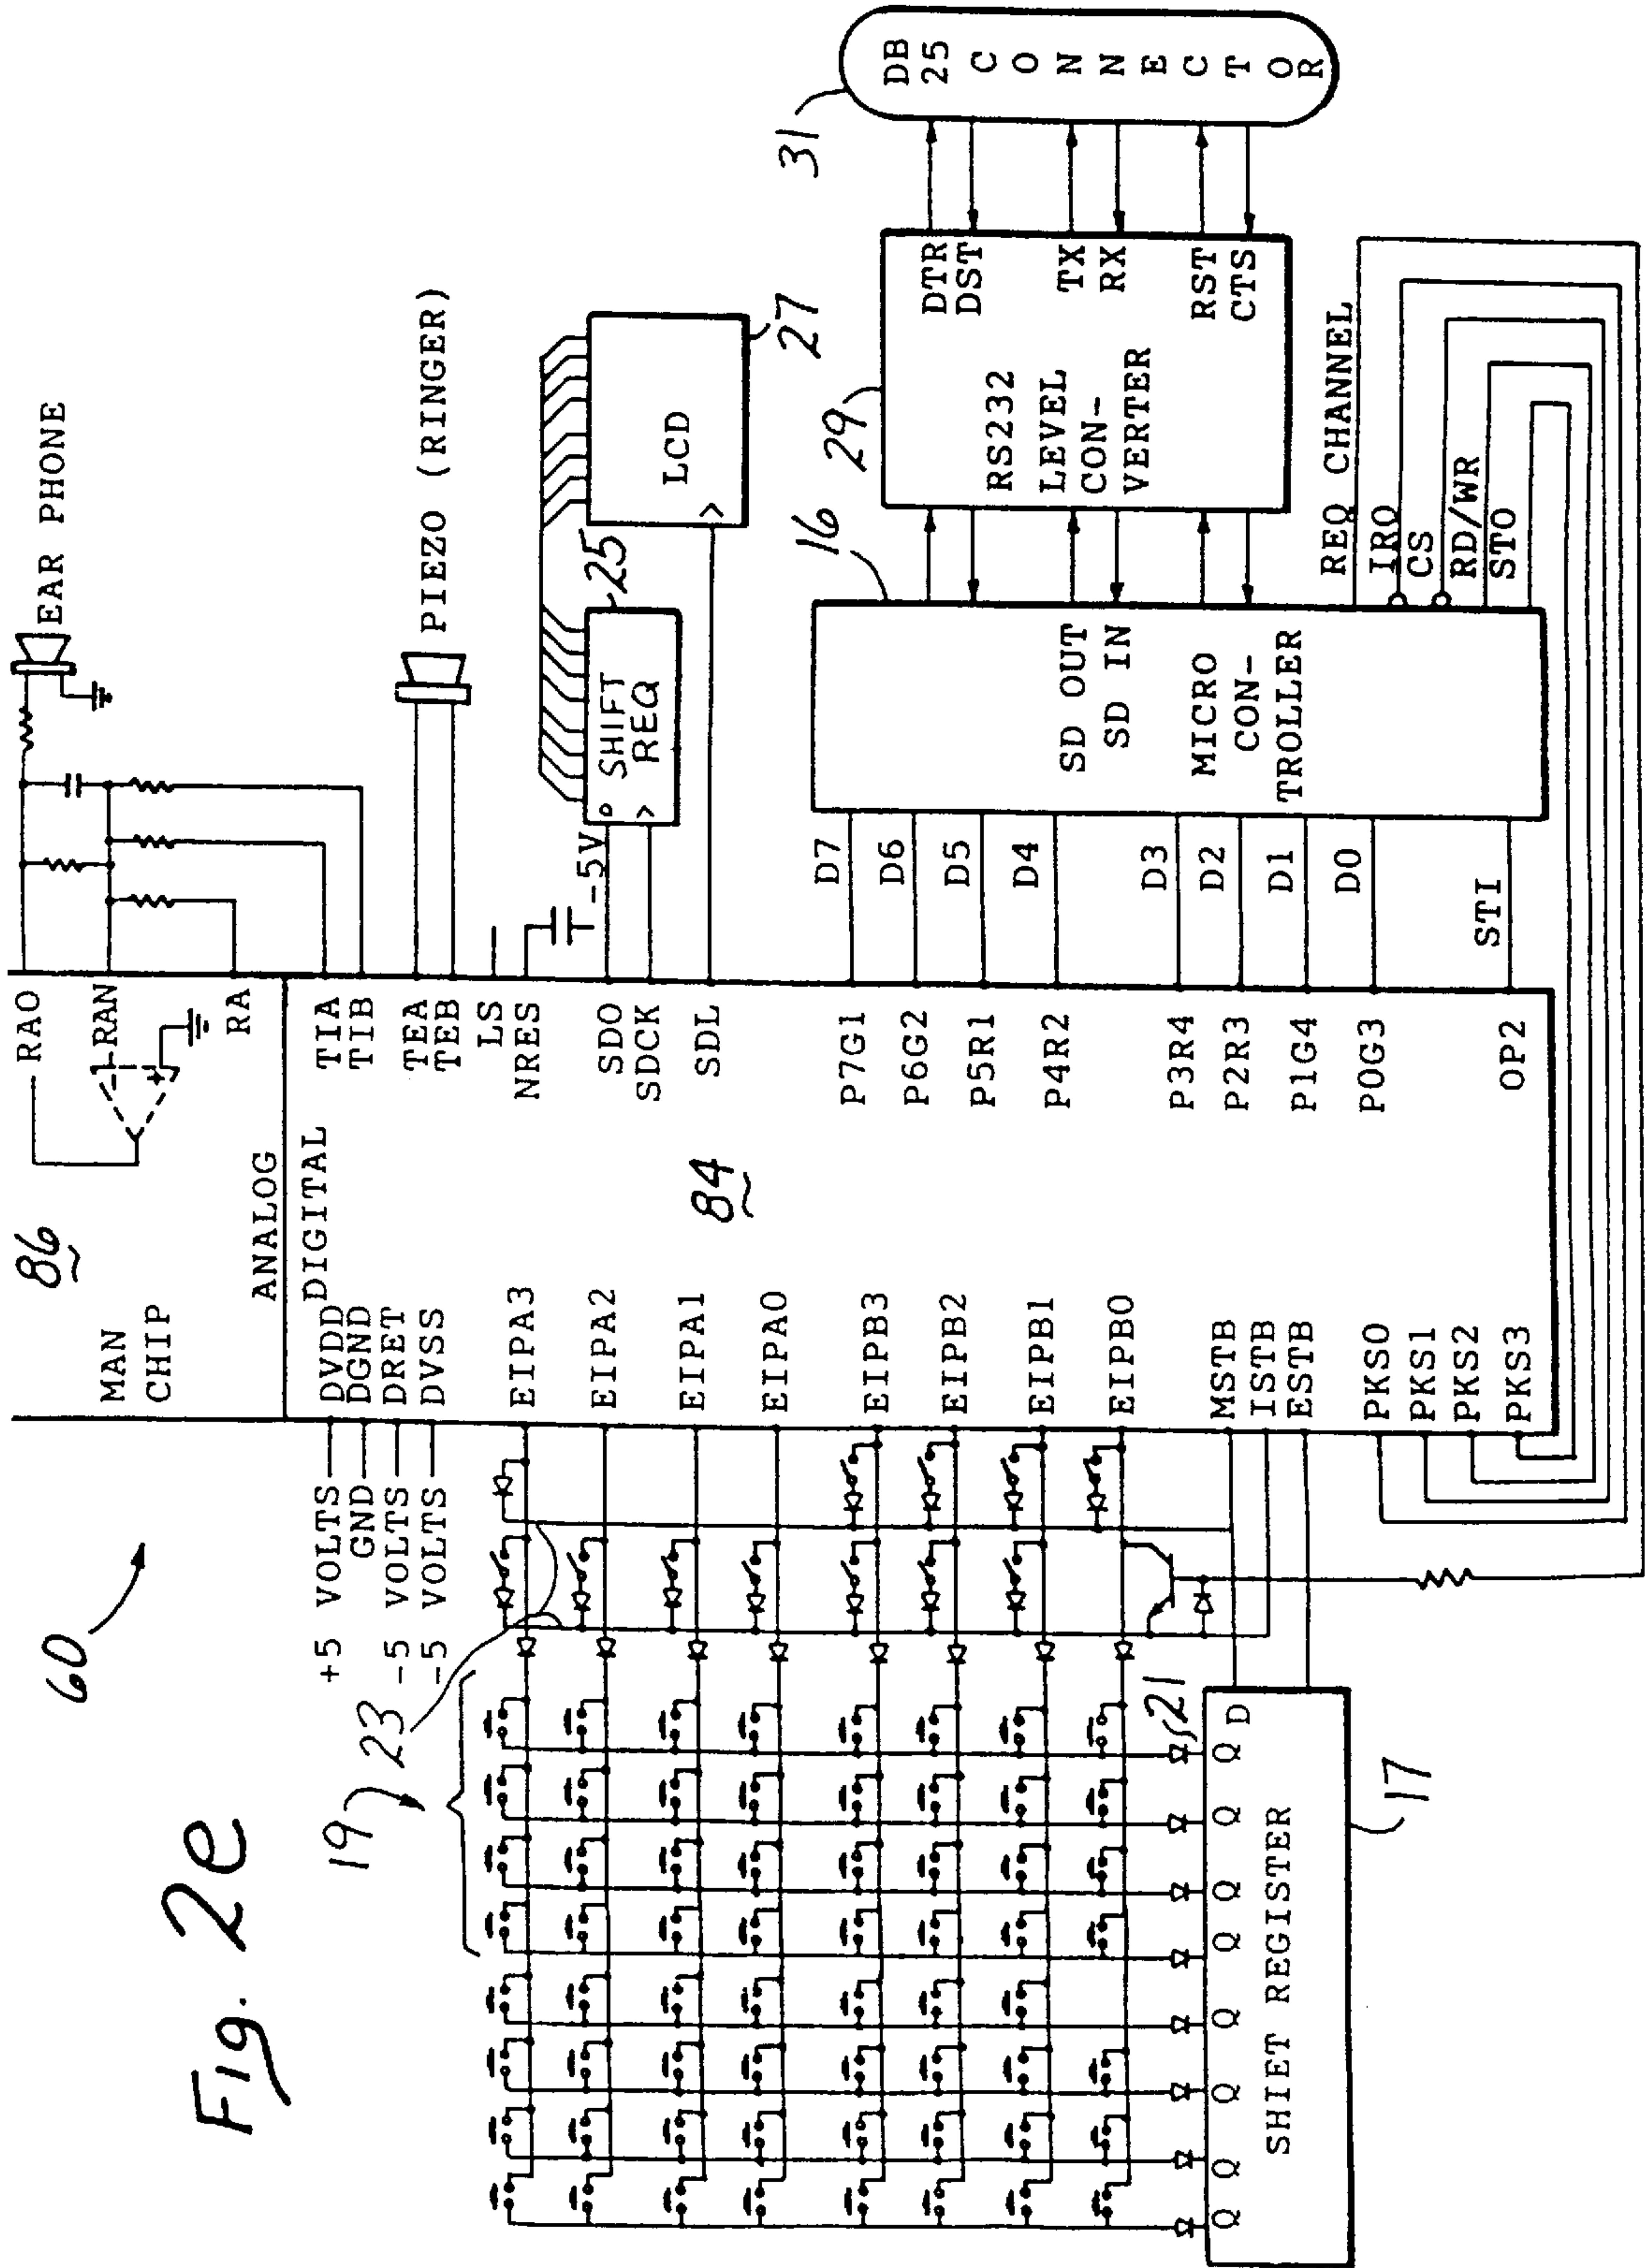 Fig. 2e
60
86
MAN
CHIP
ANALOG
DIGITAL
84
RAO
RAN
RA
TIA
TIB
TEA
TEB
LS
NRES
SDO
SDCK
SDL
P7G1
P6G2
P5R1
P4R2
P3R4
P2R3
P1G4
P0G3
OP2
+5 VOLTS DVDD
GND DGND
-5 VOLTS DRET
-5 VOLTS DVSS
EIPA3
EIPA2
EIPA1
EIPA0
EIPB3
EIPB2
EIPB1
EIPB0
MSTB
ISTB
ESTB
PKS0
PKS1
PKS2
PKS3
19
23
21
Q Q Q Q Q Q Q Q D
SHIET REGISTER
17
EAR PHONE
PIEZO (RINGER)
-5V
SHIFT
REQ
25
LCD
27
D7
D6
D5
D4
D3
D2
D1
D0
STI
16
SD OUT
SD IN
MICRO
CON-
TROLLER
29
RS232
LEVEL
CON-
VERTER
DTR
DST
TX
RX
RST
CTS
31
DB
25
C
O
N
N
E
C
T
O
R
REQ CHANNEL
IRQ
CS
RD/WR
STO